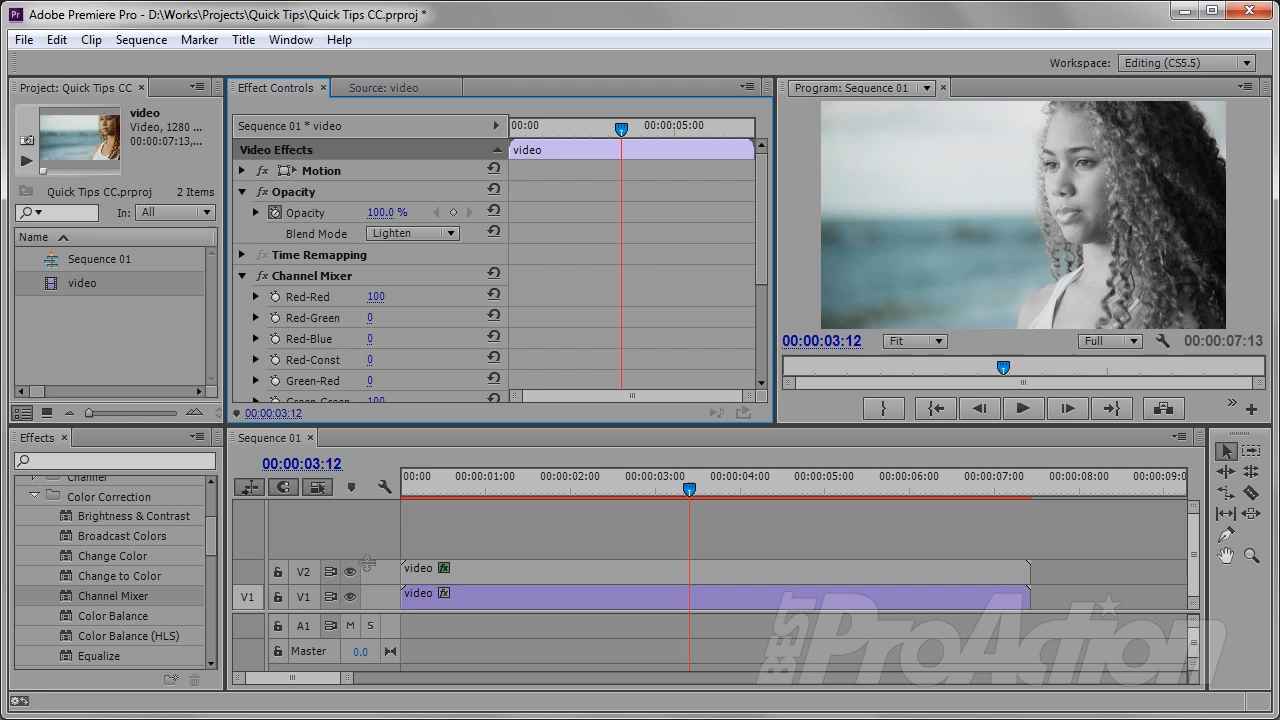 Adobe Premiere Pro - D:\Works\Projects\Quick Tips\Quick Tips CC.prproj *
File Edit Clip Sequence Marker Title Window Help
Workspace: Editing (CS5.5)
Project: Quick Tips CC
video
Video, 1280 ...
00:00:07:13,...
Quick Tips CC.prproj 2 Items
In: All
Name
Sequence 01
video
Effect Controls Source: video
Sequence 01 * video
00:00 00:00:05:00
Video Effects
video
fx Motion
fx Opacity
Opacity 100.0 %
Blend Mode Lighten
fx Time Remapping
fx Channel Mixer
Red-Red 100
Red-Green 0
Red-Blue 0
Red-Const 0
Green-Red 0
Green-Green 100
00:00:03:12
Program: Sequence 01
00:00:03:12 Fit Full 00:00:07:13
Effects
Channel
Color Correction
Brightness & Contrast
Broadcast Colors
Change Color
Change to Color
Channel Mixer
Color Balance
Color Balance (HLS)
Equalize
Sequence 01
00:00:03:12
00:00 00:00:01:00 00:00:02:00 00:00:03:00 00:00:04:00 00:00:05:00 00:00:06:00 00:00:07:00 00:00:08:00 00:00:09:0
V2 video fx
V1 V1 video fx
A1 M S
Master 0.0
ProAction